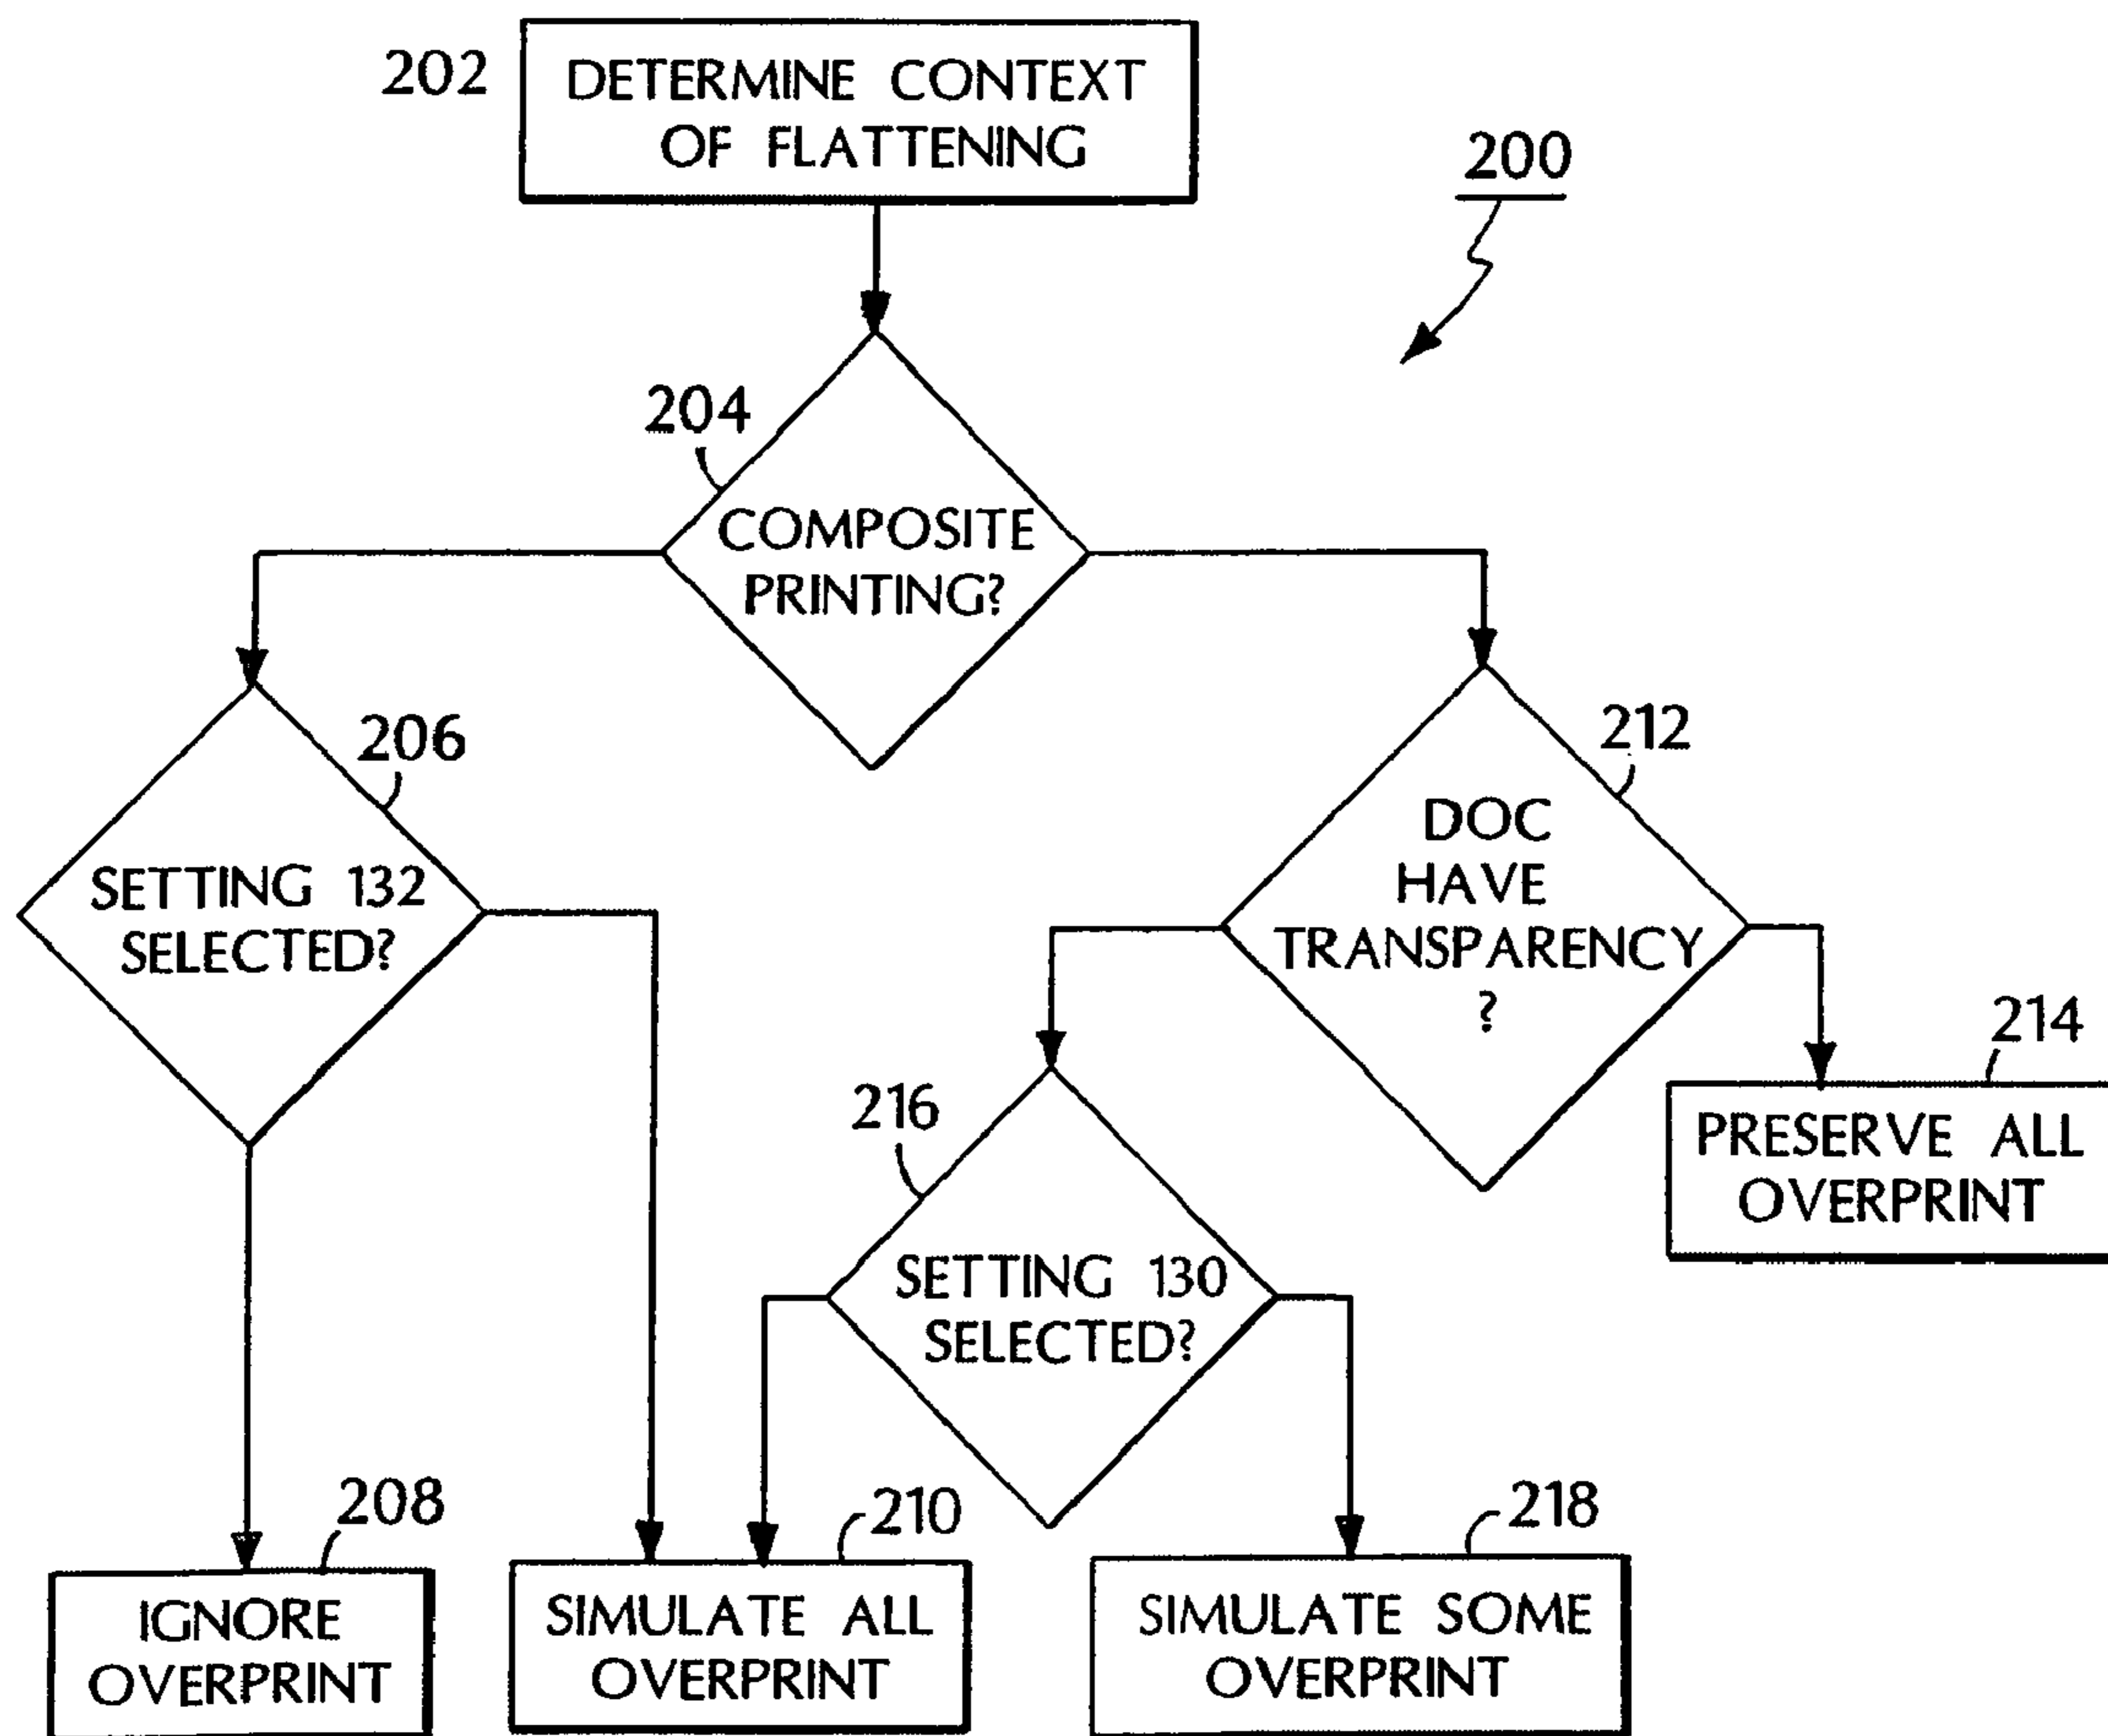 202
DETERMINE CONTEXT
OF FLATTENING
200
204
COMPOSITE
PRINTING?
206
SETTING 132
SELECTED?
212
DOC
HAVE
TRANSPARENCY
?
214
PRESERVE ALL
OVERPRINT
216
SETTING 130
SELECTED?
208
IGNORE
OVERPRINT
210
SIMULATE ALL
OVERPRINT
218
SIMULATE SOME
OVERPRINT